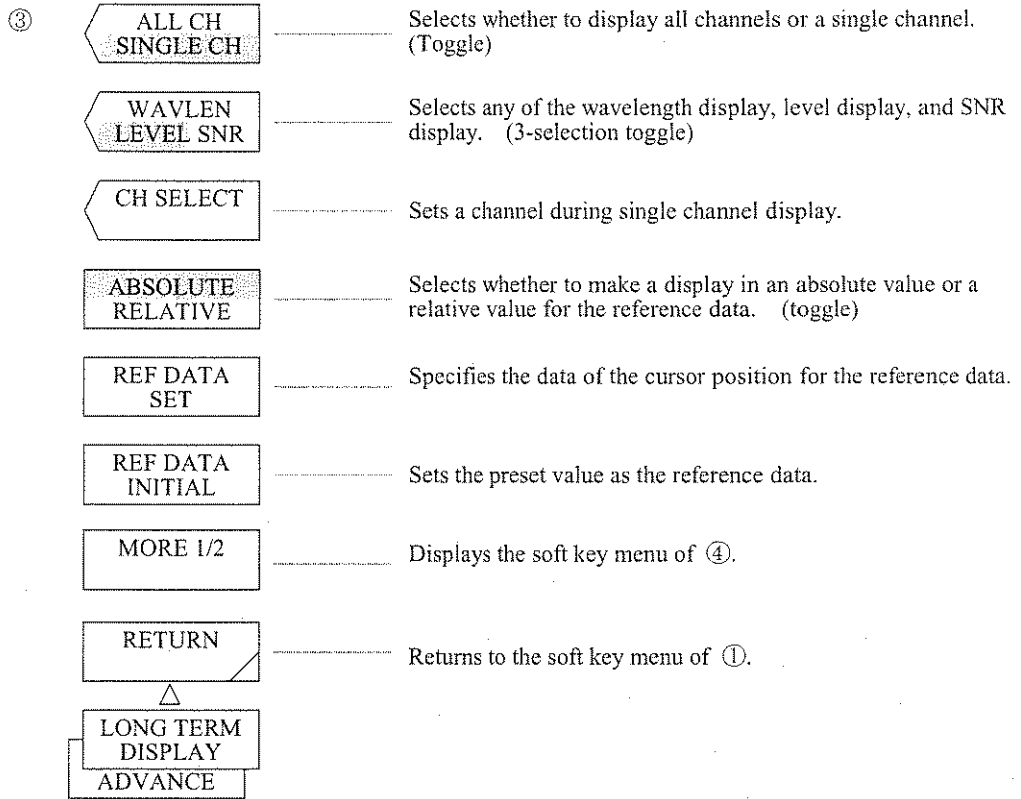 ③
ALL CH
SINGLE CH
Selects whether to display all channels or a single channel.
(Toggle)
WAVLEN
LEVEL SNR
Selects any of the wavelength display, level display, and SNR
display. (3-selection toggle)
CH SELECT
Sets a channel during single channel display.
ABSOLUTE
RELATIVE
Selects whether to make a display in an absolute value or a
relative value for the reference data. (toggle)
REF DATA
SET
Specifies the data of the cursor position for the reference data.
REF DATA
INITIAL
Sets the preset value as the reference data.
MORE 1/2
Displays the soft key menu of ④.
RETURN
Returns to the soft key menu of ①.
LONG TERM
DISPLAY
ADVANCE